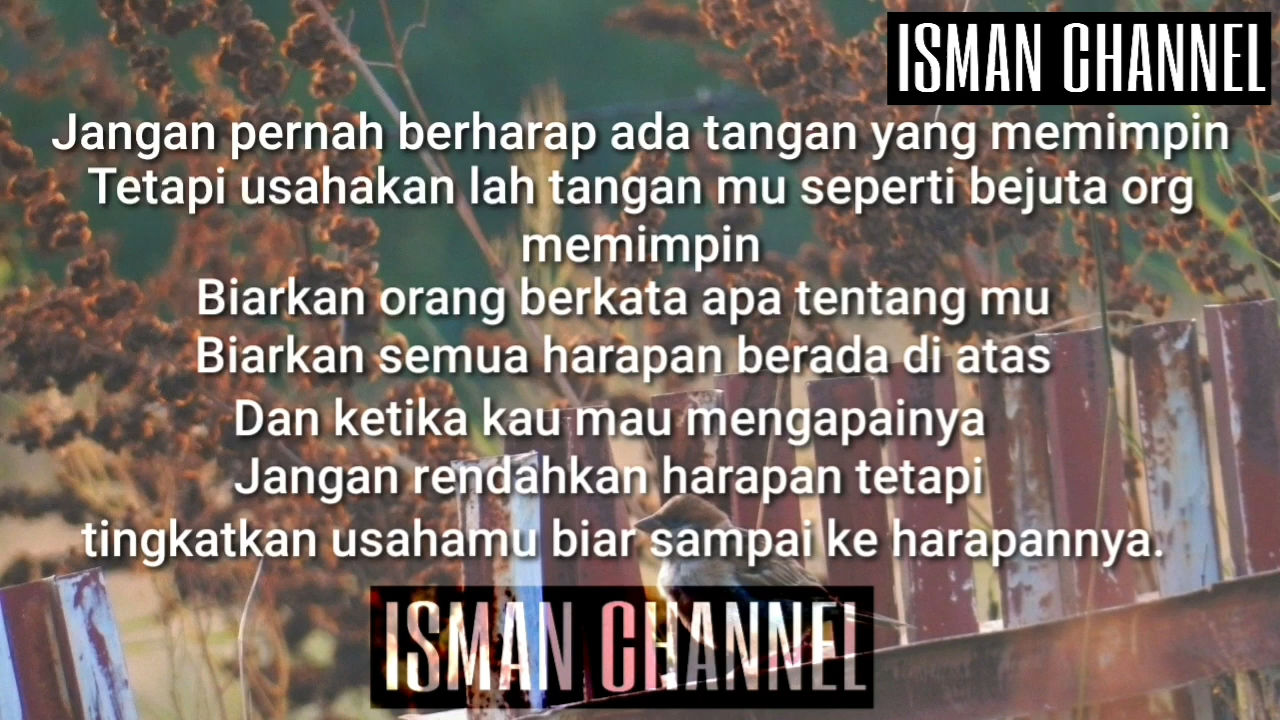 ISMAN CHANNEL
Jangan pernah berharap ada tangan yang memimpin
Tetapi usahakan lah tangan mu seperti bejuta org
memimpin
Biarkan orang berkata apa tentang mu
Biarkan semua harapan berada di atas
Dan ketika kau mau mengapainya
Jangan rendahkan harapan tetapi
tingkatkan usahamu biar sampai ke harapannya.
ISMAN CHANNEL